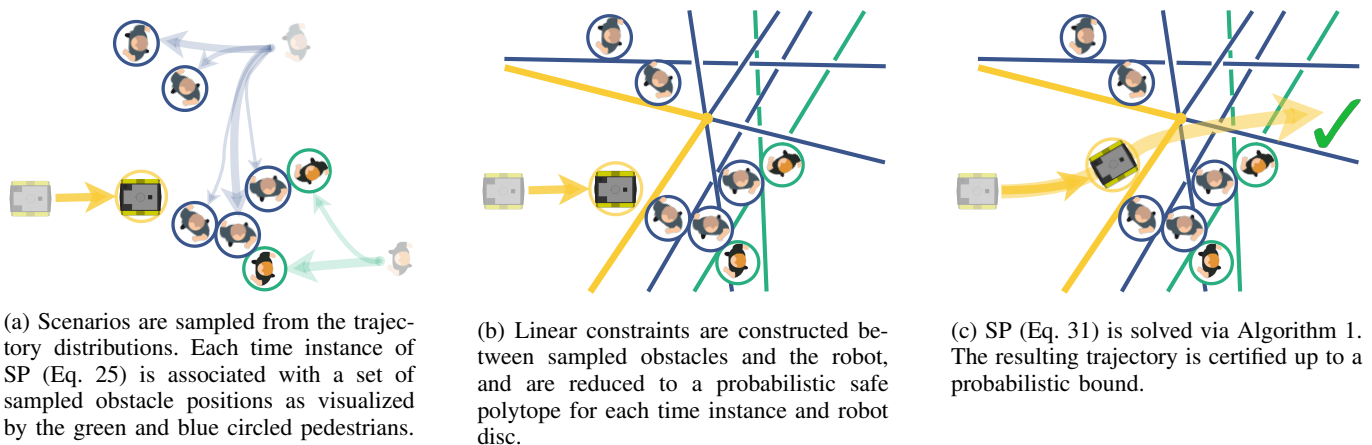 (a) Scenarios are sampled from the trajec-
tory distributions. Each time instance of
SP (Eq. 25) is associated with a set of
sampled obstacle positions as visualized
by the green and blue circled pedestrians.
(b) Linear constraints are constructed be-
tween sampled obstacles and the robot,
and are reduced to a probabilistic safe
polytope for each time instance and robot
disc.
(c) SP (Eq. 31) is solved via Algorithm 1.
The resulting trajectory is certified up to a
probabilistic bound.